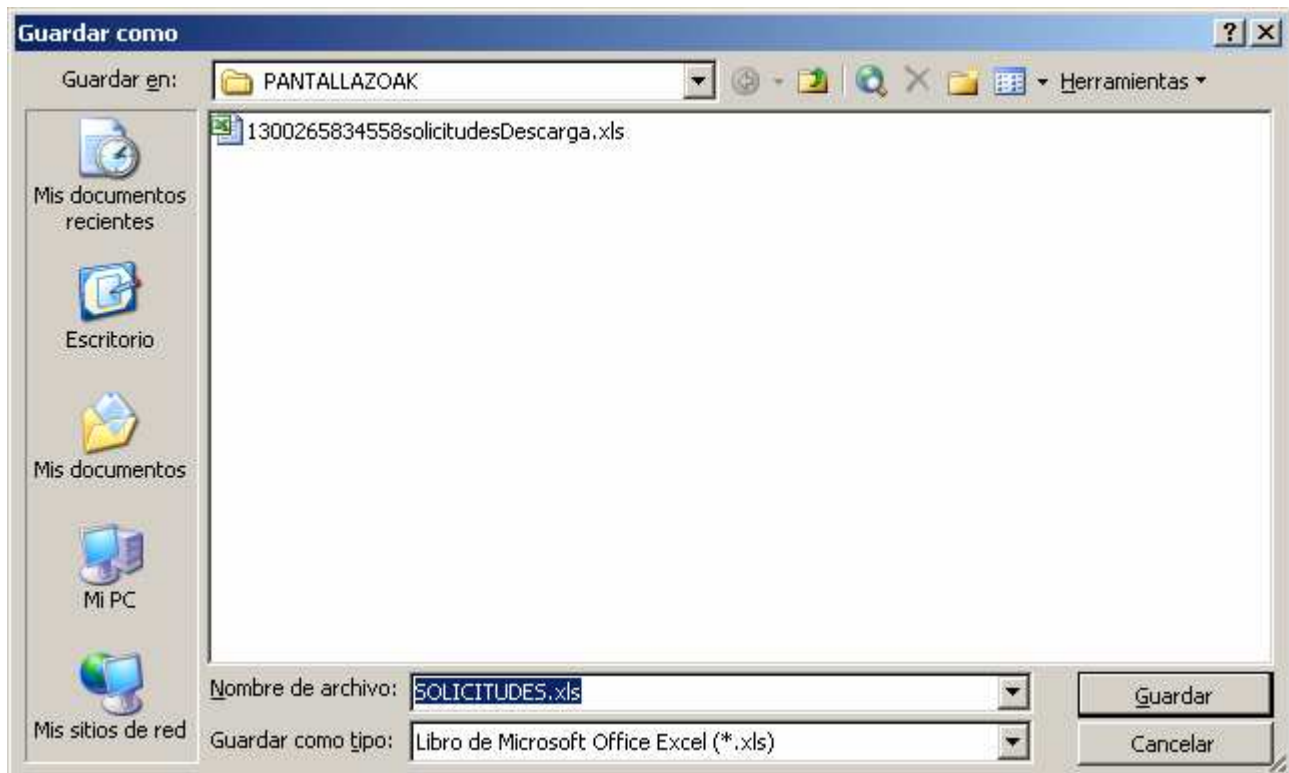 Guardar como
Guardar en:
PANTALLAZOAK
Herramientas
1300265834558solicitudesDescarga.xls
Mis documentos
recientes
Escritorio
Mis documentos
Mi PC
Mis sitios de red
Nombre de archivo:
SOLICITUDES.xls
Guardar
Guardar como tipo:
Libro de Microsoft Office Excel (*.xls)
Cancelar